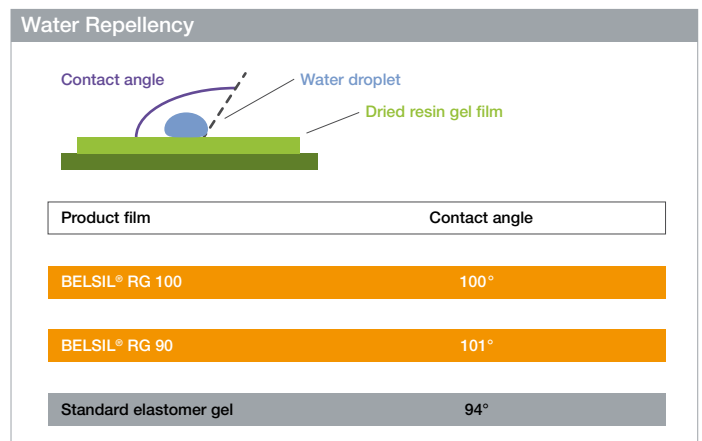 Water Repellency
Contact angle
Water droplet
Dried resin gel film
Product film Contact angle
BELSIL® RG 100 100°
BELSIL® RG 90 101°
Standard elastomer gel 94°